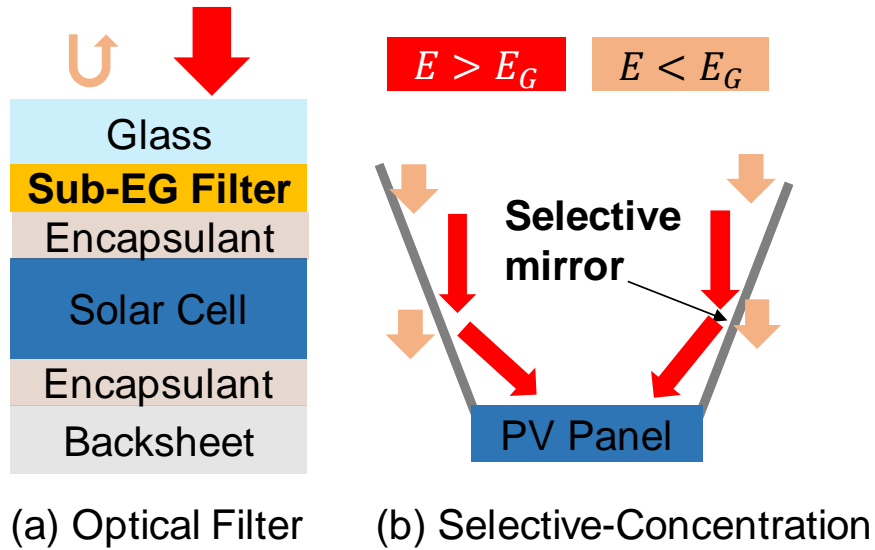 Glass
Sub-EG Filter
Encapsulant
Solar Cell
Encapsulant
Backsheet
(a) Optical Filter
E > E_G
E < E_G
Selective
mirror
PV Panel
(b) Selective-Concentration